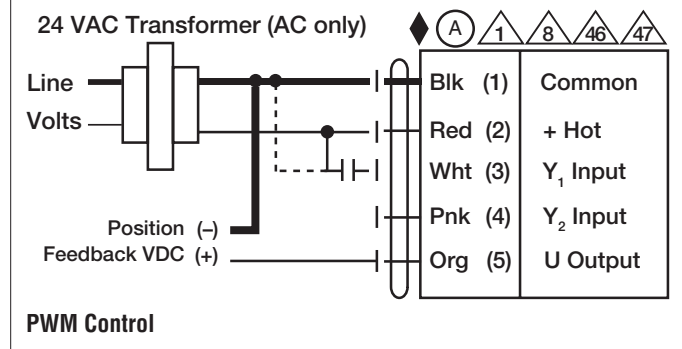 24 VAC Transformer (AC only)
A 1 8 46 47
Line
Volts
Blk (1) Common
Red (2) + Hot
Wht (3) Y1 Input
Pnk (4) Y2 Input
Org (5) U Output
Position (–)
Feedback VDC (+)
PWM Control